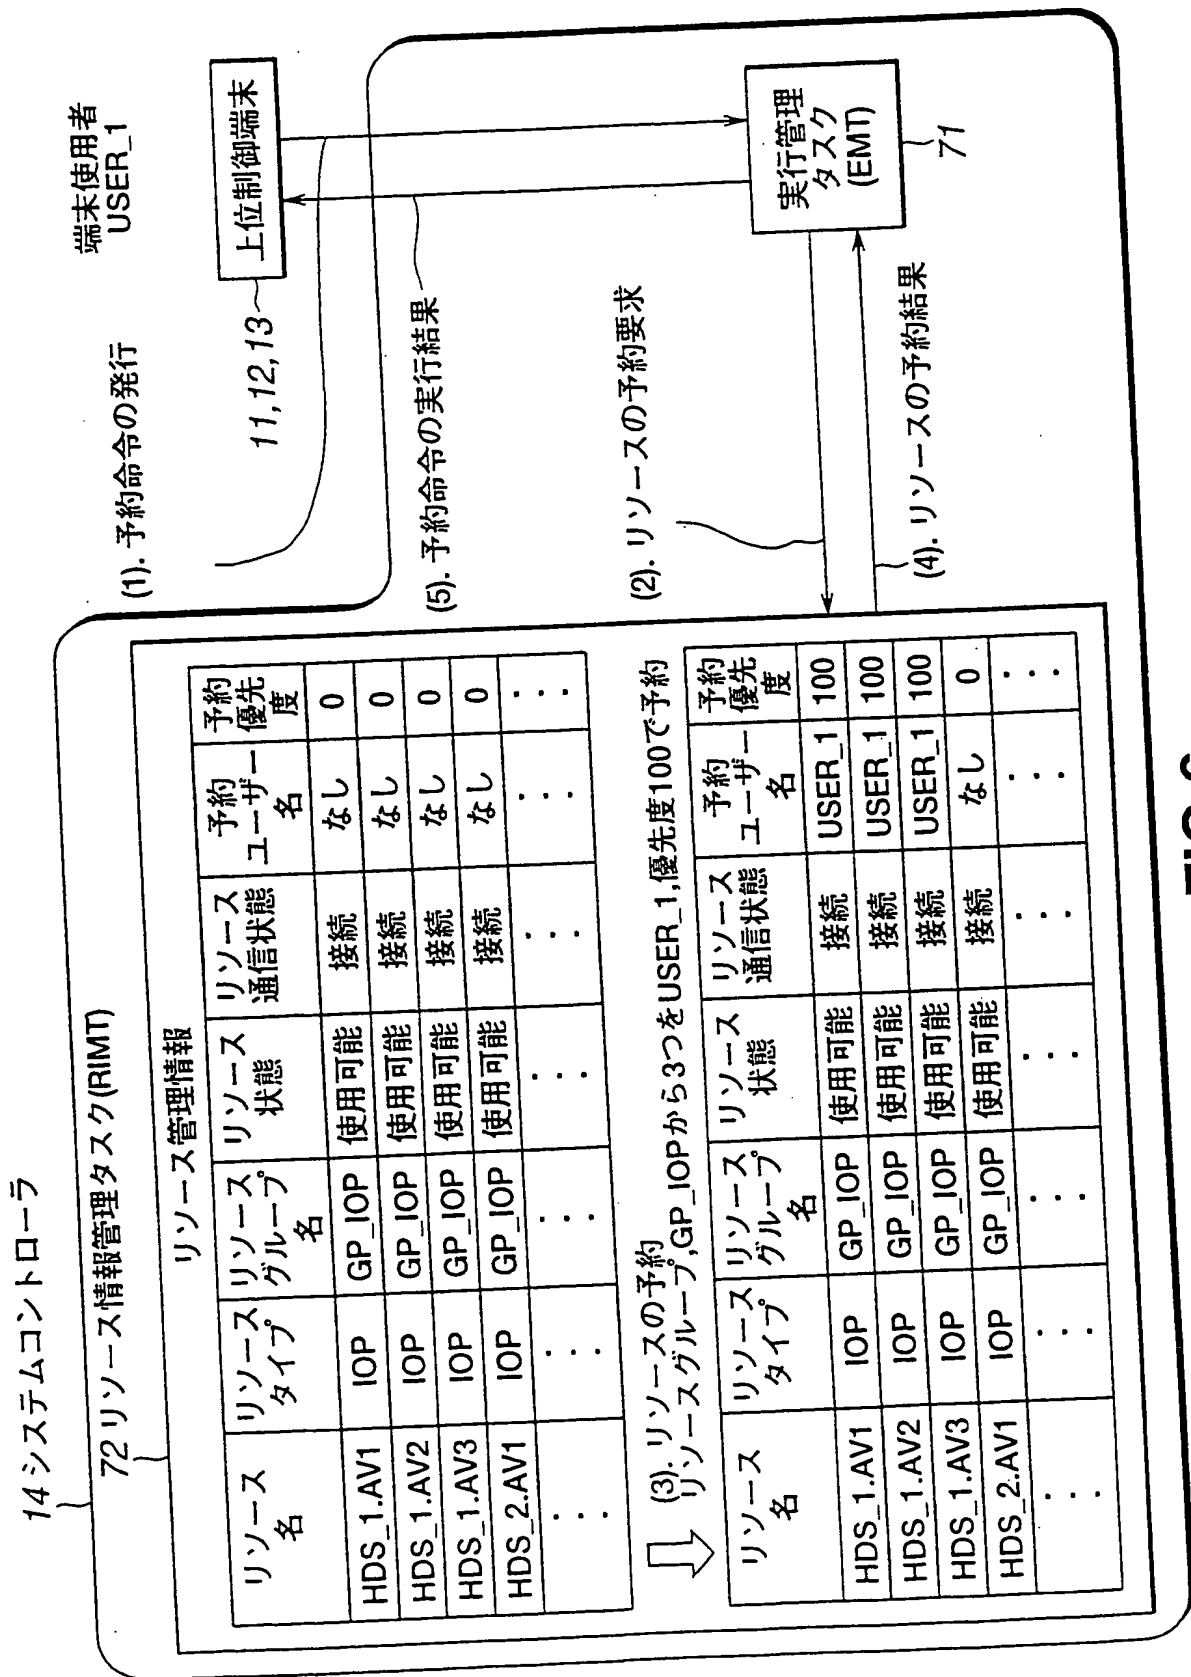 14 システムコントローラ
72 リソース情報管理タスク(RIMT)
リソース管理情報
リソース名 リソースタイプ リソースグループ名 リソース状態 リソース通信状態 予約ユーザー名 予約優先度
HDS_1.AV1 IOP GP_IOP 使用可能 接続 なし 0
HDS_1.AV2 IOP GP_IOP 使用可能 接続 なし 0
HDS_1.AV3 IOP GP_IOP 使用可能 接続 なし 0
HDS_2.AV1 IOP GP_IOP 使用可能 接続 なし 0
... ... ... ... ... ... ...
(3). リソースの予約
リソースグループ,GP_IOPから3つをUSER_1,優先度100で予約
リソース名 リソースタイプ リソースグループ名 リソース状態 リソース通信状態 予約ユーザー名 予約優先度
HDS_1.AV1 IOP GP_IOP 使用可能 接続 USER_1 100
HDS_1.AV2 IOP GP_IOP 使用可能 接続 USER_1 100
HDS_1.AV3 IOP GP_IOP 使用可能 接続 USER_1 100
HDS_2.AV1 IOP GP_IOP 使用可能 接続 なし 0
... ... ... ... ... ... ...
(1). 予約命令の発行
端末使用者
USER_1
上位制御端末
11,12,13
(5). 予約命令の実行結果
(2). リソースの予約要求
(4). リソースの予約結果
実行管理
タスク
(EMT)
71